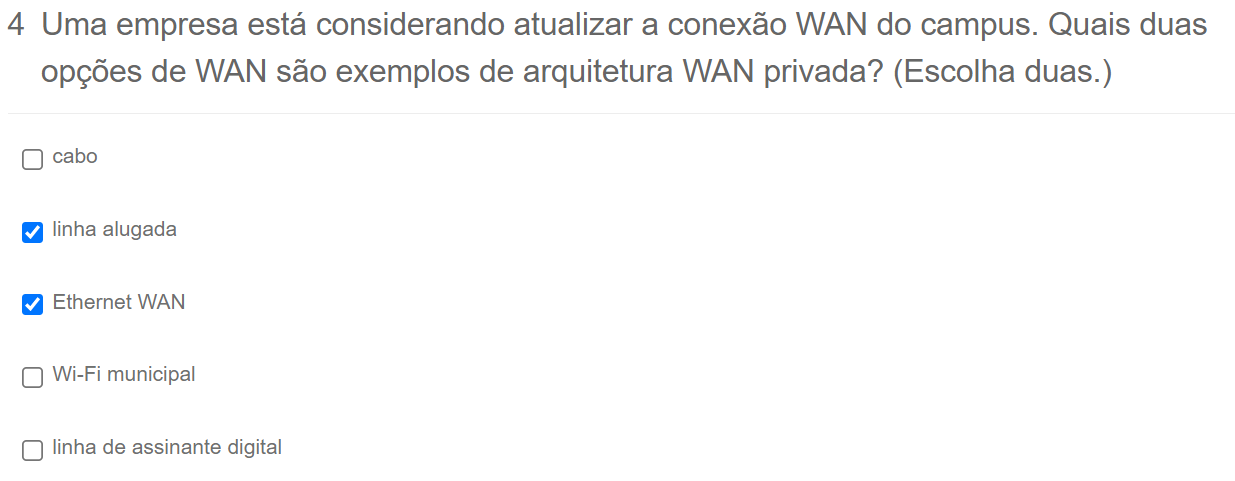 4 Uma empresa está considerando atualizar a conexão WAN do campus. Quais duas
opções de WAN são exemplos de arquitetura WAN privada? (Escolha duas.)
cabo
linha alugada
Ethernet WAN
Wi-Fi municipal
linha de assinante digital